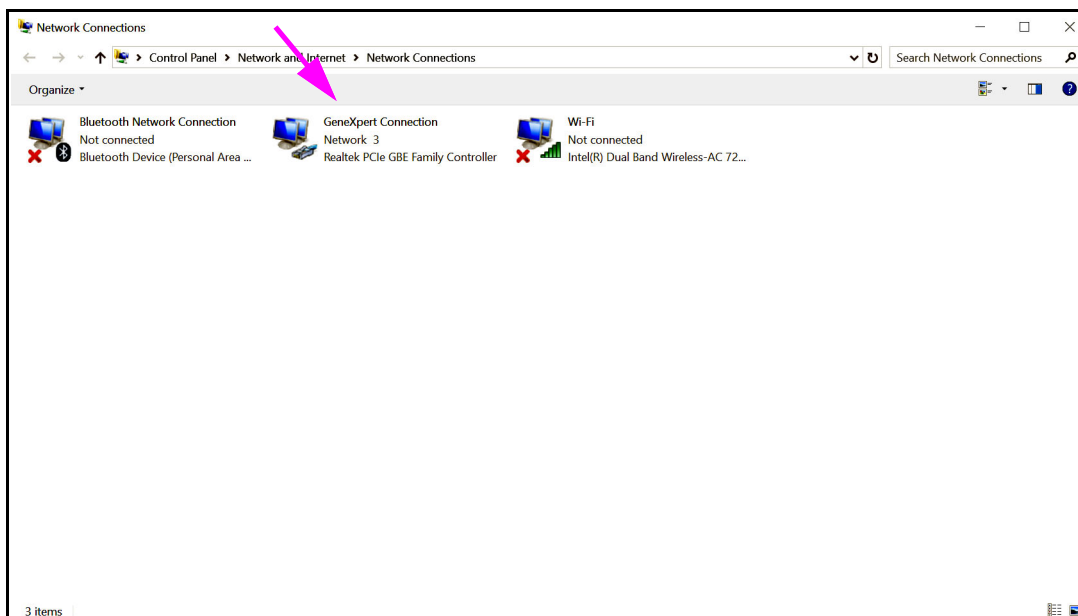 Network Connections
Control Panel > Network and Internet > Network Connections
Search Network Connections
Organize
Bluetooth Network Connection
Not connected
Bluetooth Device (Personal Area ...
GeneXpert Connection
Network 3
Realtek PCIe GBE Family Controller
Wi-Fi
Not connected
Intel(R) Dual Band Wireless-AC 72...
3 items